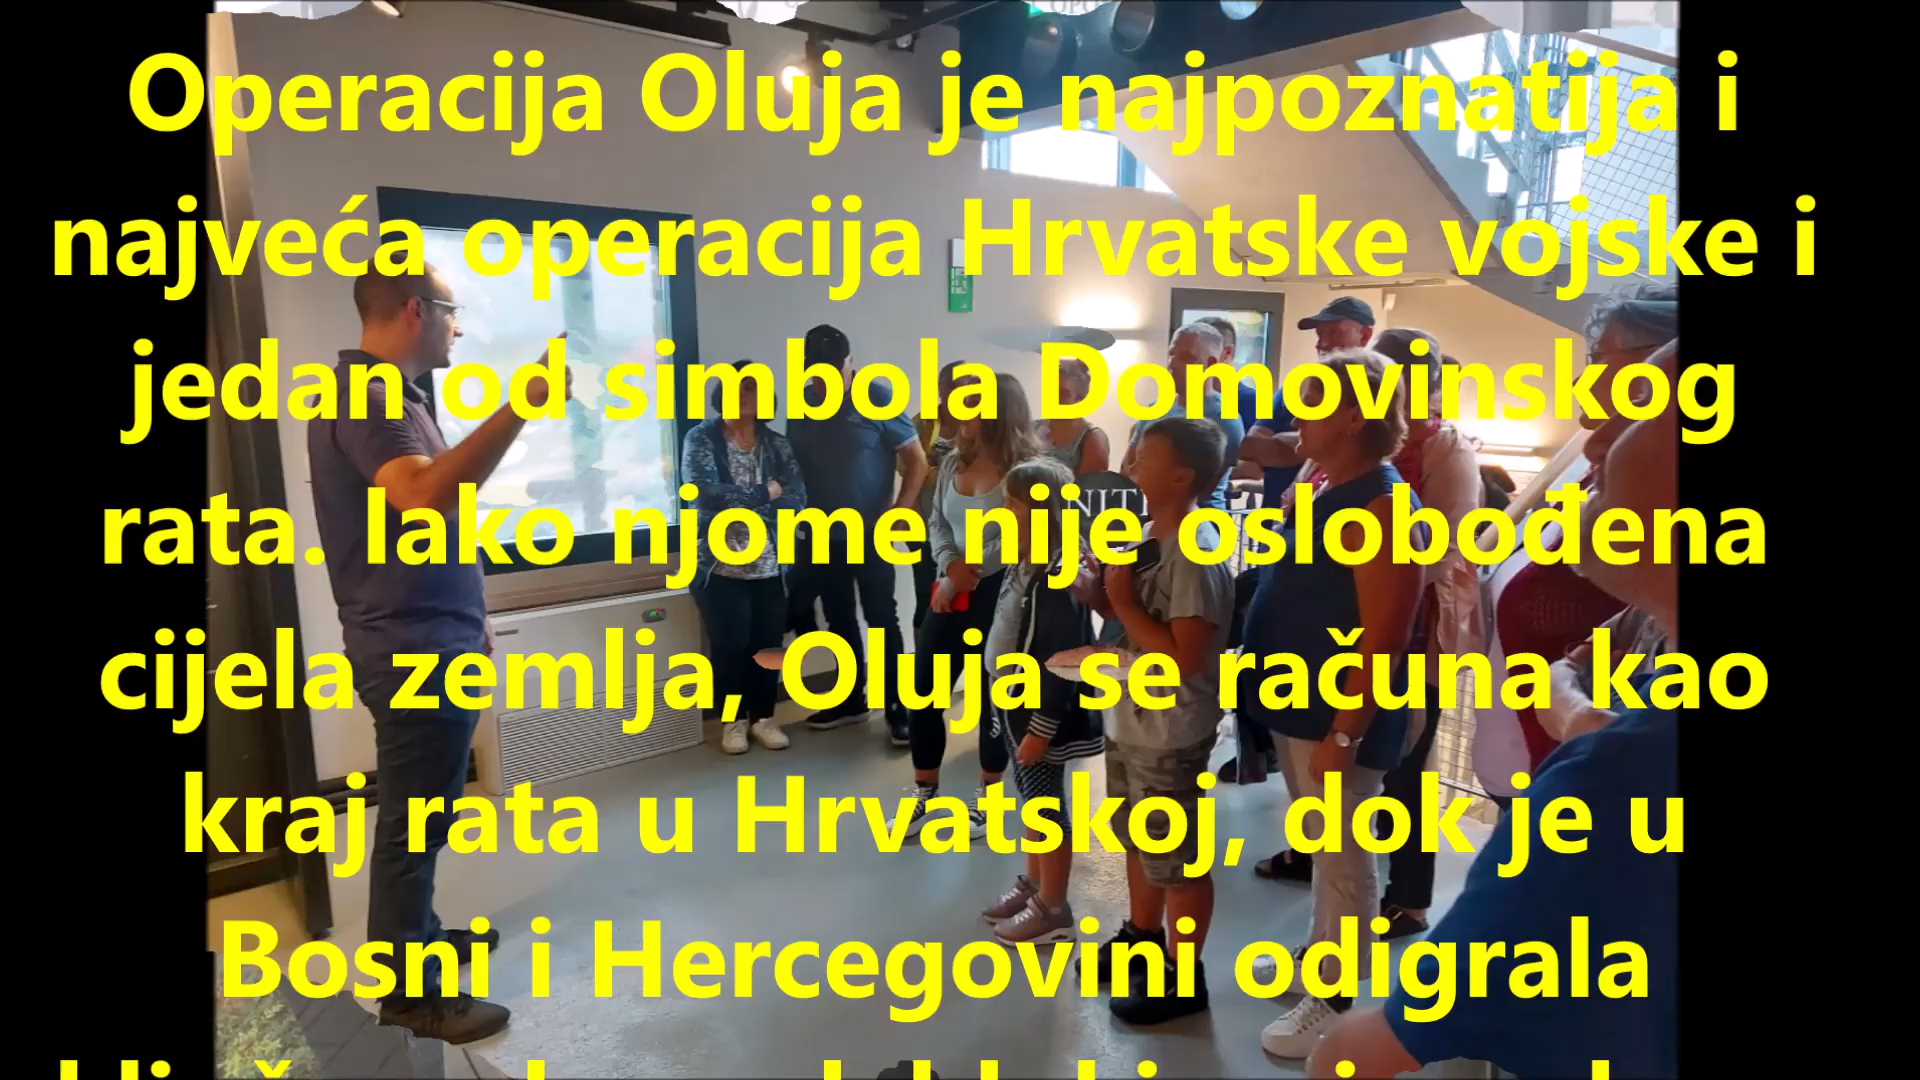 Operacija Oluja je najpoznatija i
najveća operacija Hrvatske vojske i
jedan od simbola Domovinskog
rata. Iako njome nije oslobođena
cijela zemlja, Oluja se računa kao
kraj rata u Hrvatskoj, dok je u
Bosni i Hercegovini odigrala